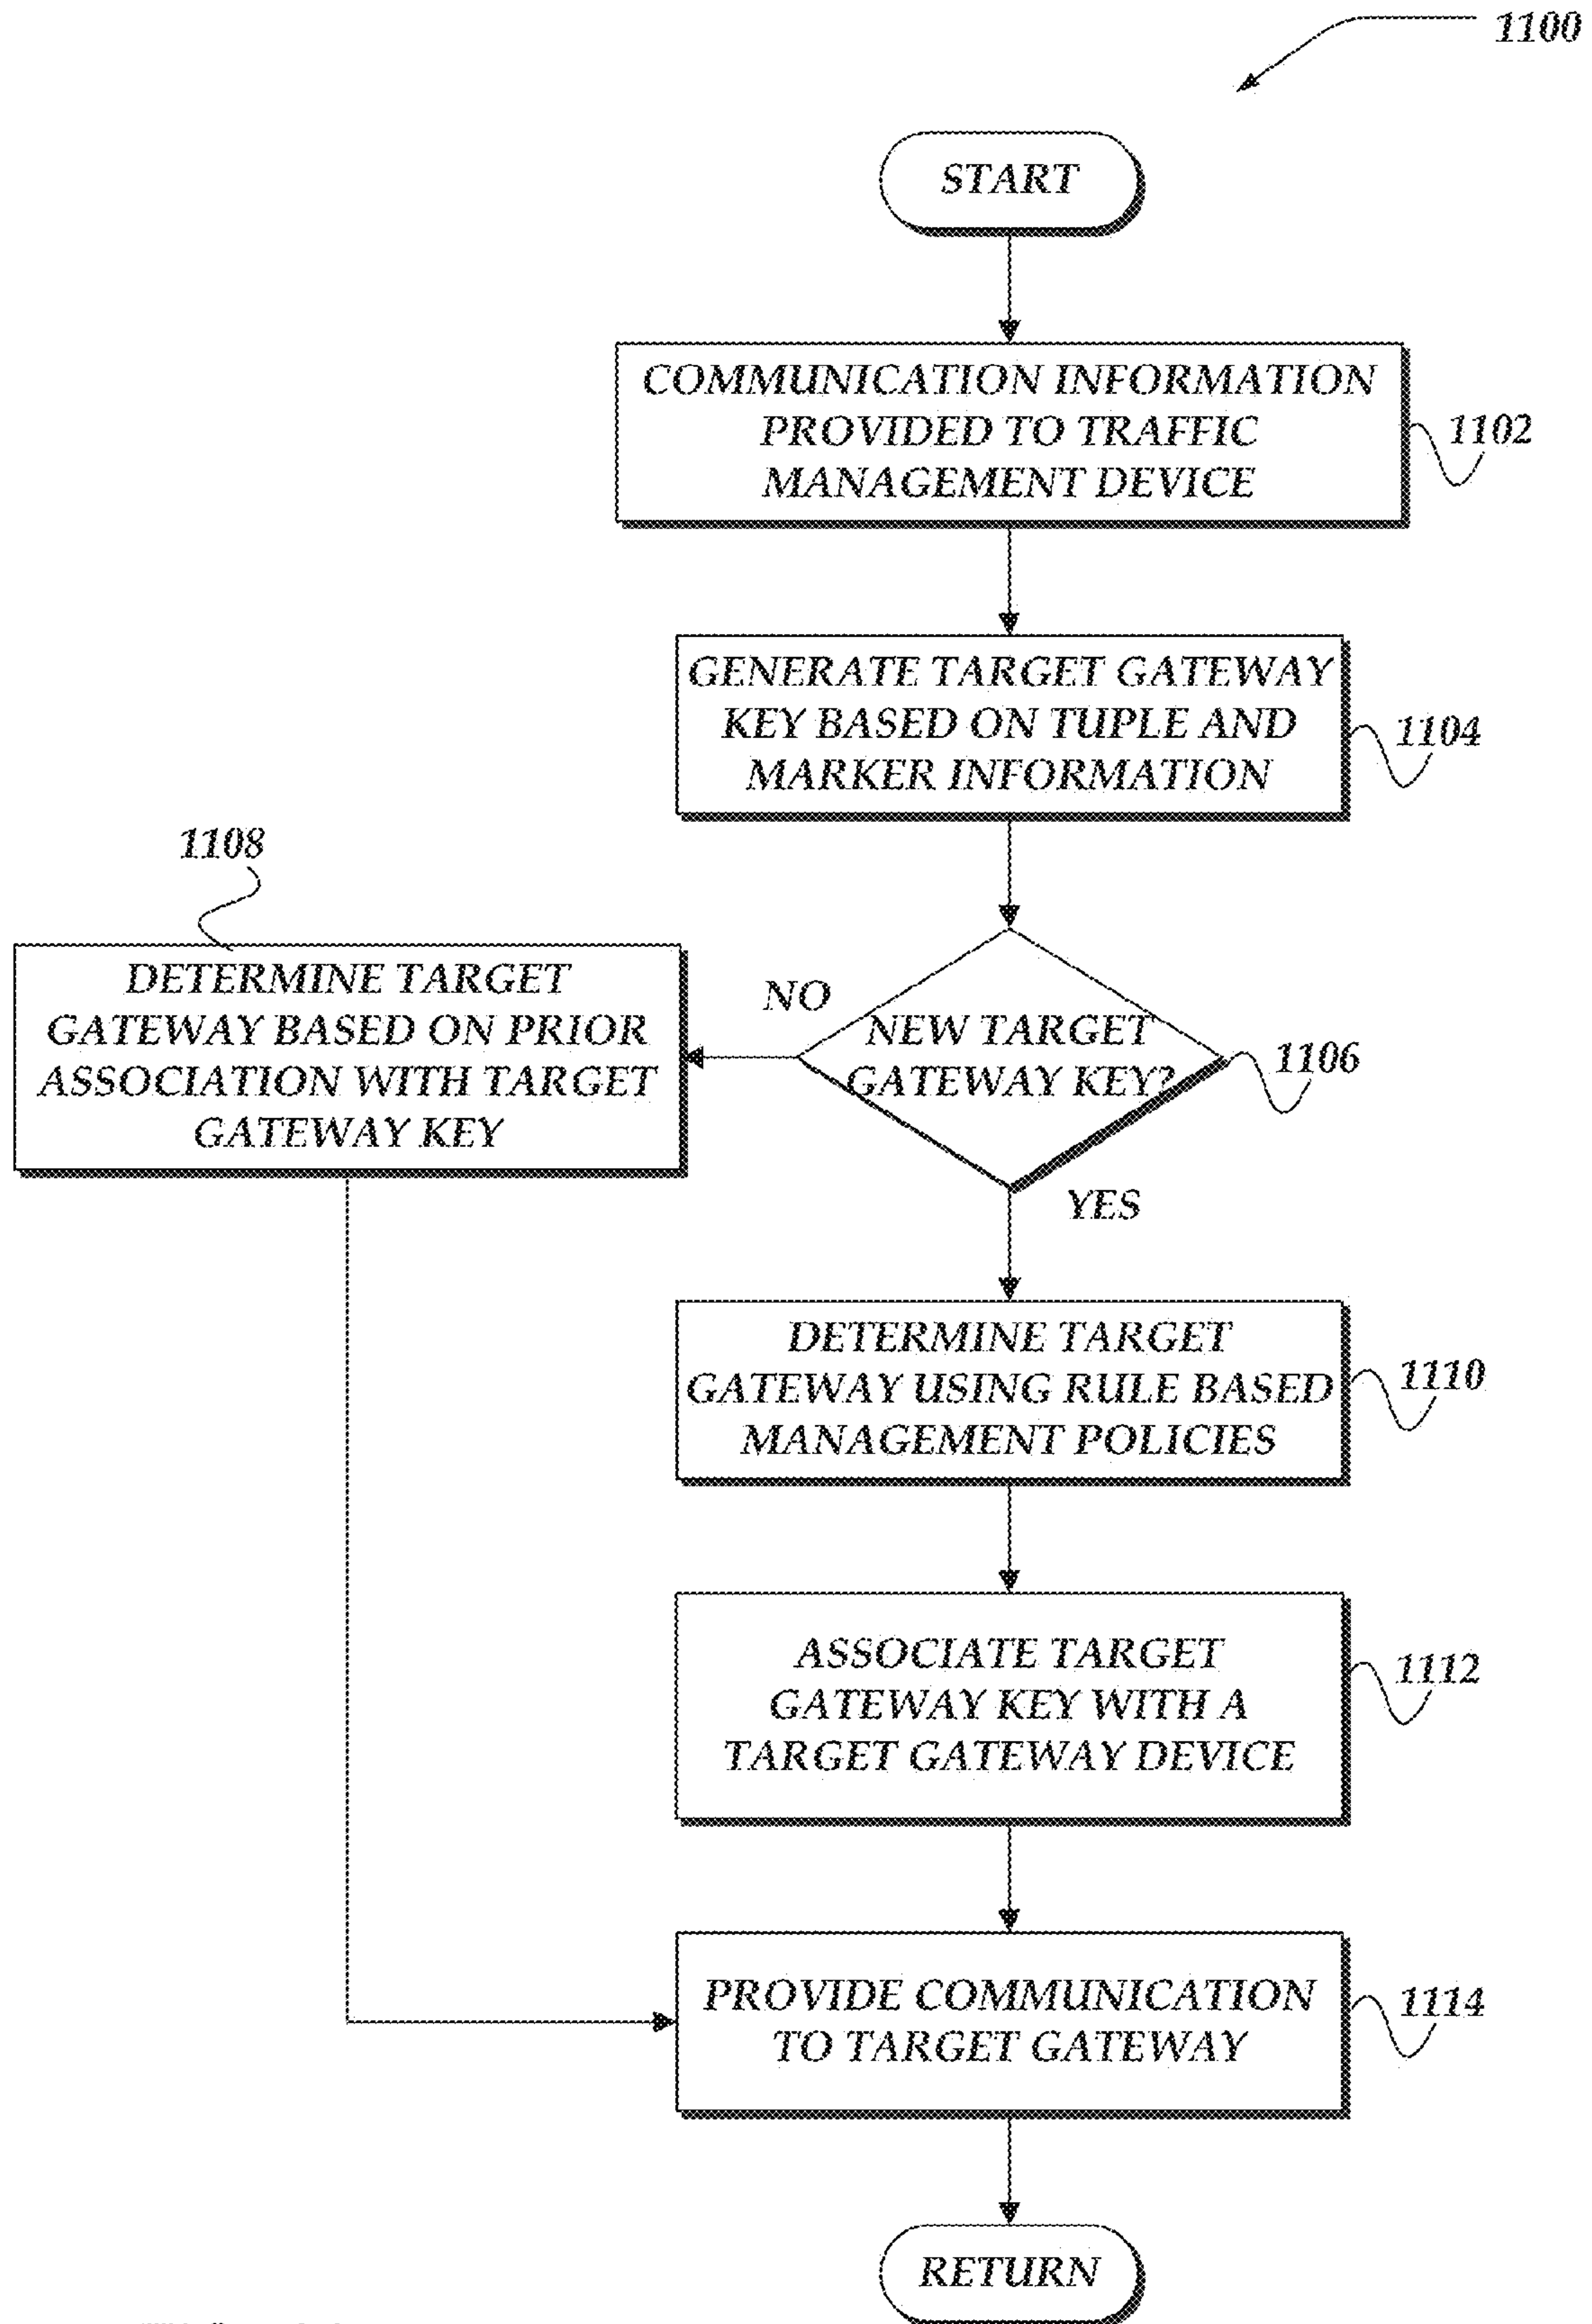 1100
START
COMMUNICATION INFORMATION
PROVIDED TO TRAFFIC
MANAGEMENT DEVICE
1102
GENERATE TARGET GATEWAY
KEY BASED ON TUPLE AND
MARKER INFORMATION
1104
1108
DETERMINE TARGET
GATEWAY BASED ON PRIOR
ASSOCIATION WITH TARGET
GATEWAY KEY
NO
NEW TARGET
GATEWAY KEY?
1106
YES
DETERMINE TARGET
GATEWAY USING RULE BASED
MANAGEMENT POLICIES
1110
ASSOCIATE TARGET
GATEWAY KEY WITH A
TARGET GATEWAY DEVICE
1112
PROVIDE COMMUNICATION
TO TARGET GATEWAY
1114
RETURN